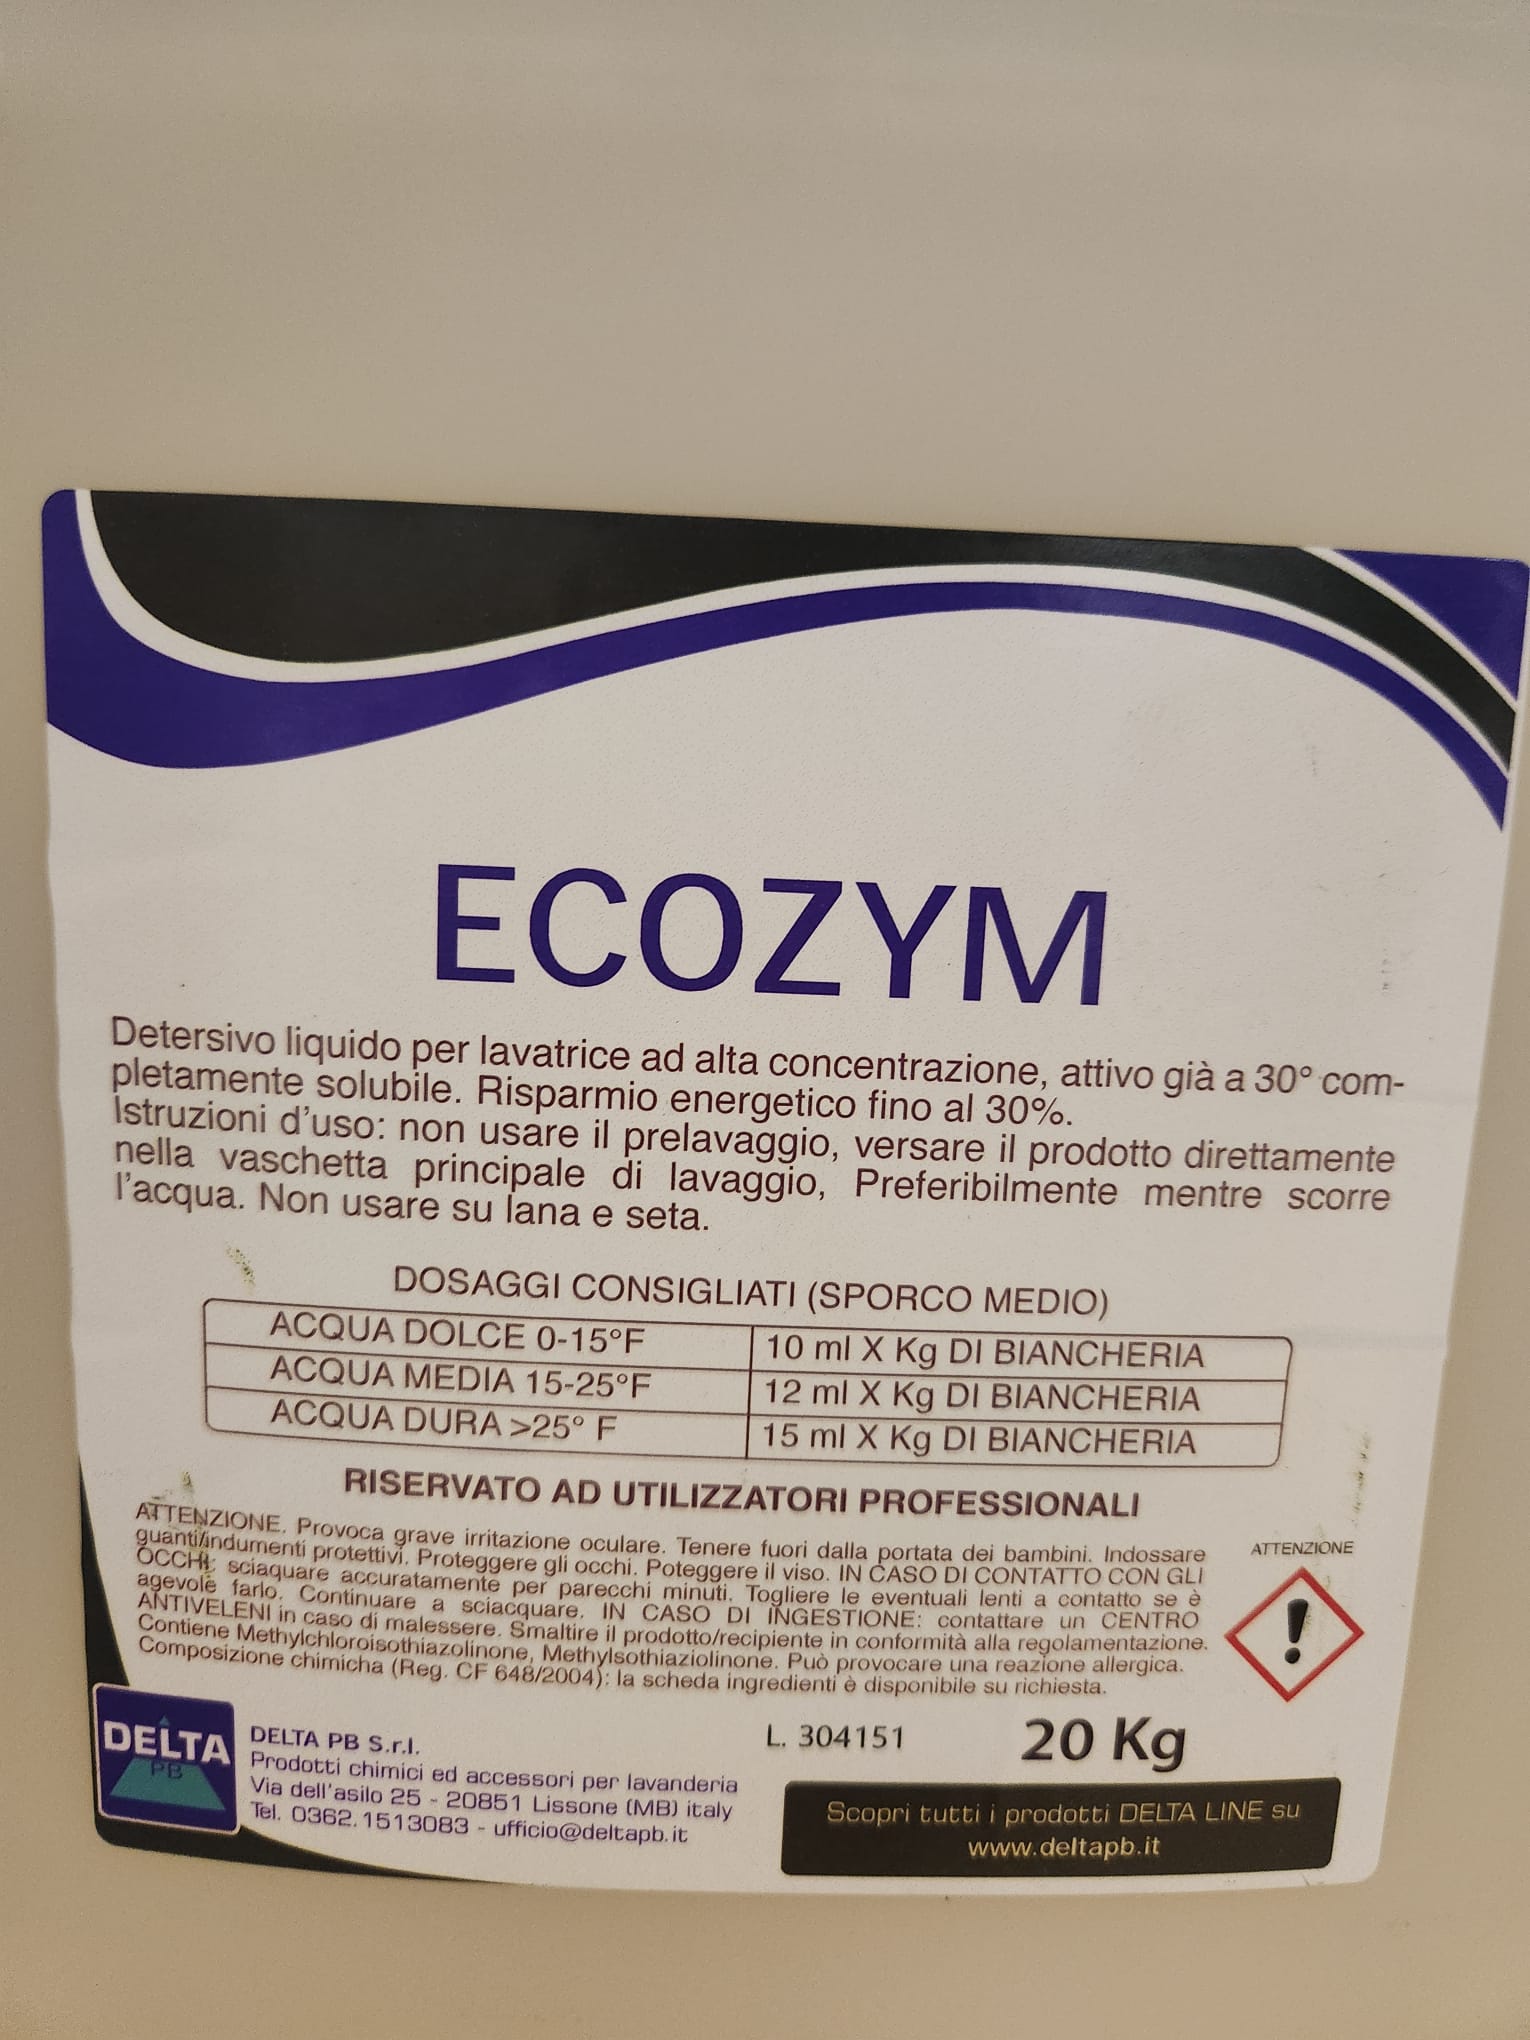 ECOZYM
Detersivo liquido per lavatrice ad alta concentrazione, attivo già a 30° com-
pletamente solubile. Risparmio energetico fino al 30%.
Istruzioni d'uso: non usare il prelavaggio, versare il prodotto direttamente
nella vaschetta principale di lavaggio, Preferibilmente mentre scorre
l'acqua. Non usare su lana e seta.
DOSAGGI CONSIGLIATI (SPORCO MEDIO)
ACQUA DOLCE 0-15°F 10 ml X Kg DI BIANCHERIA
ACQUA MEDIA 15-25°F 12 ml X Kg DI BIANCHERIA
ACQUA DURA >25° F 15 ml X Kg DI BIANCHERIA
RISERVATO AD UTILIZZATORI PROFESSIONALI
ATTENZIONE. Provoca grave irritazione oculare. Tenere fuori dalla portata dei bambini. Indossare
guanti/indumenti protettivi. Proteggere gli occhi. Poteggere il viso. IN CASO DI CONTATTO CON GLI
OCCHI: sciaquare accuratamente per parecchi minuti. Togliere le eventuali lenti a contatto se è
agevole farlo. Continuare a sciacquare. IN CASO DI INGESTIONE: contattare un CENTRO
ANTIVELENI in caso di malessere. Smaltire il prodotto/recipiente in conformità alla regolamentazione.
Contiene Methylchloroisothiazolinone, Methylsothiaziolinone. Può provocare una reazione allergica.
Composizione chimicha (Reg. CF 648/2004): la scheda ingredienti è disponibile su richiesta.
ATTENZIONE
DELTA
PB
DELTA PB S.r.l.
Prodotti chimici ed accessori per lavanderia
Via dell'asilo 25 - 20851 Lissone (MB) italy
Tel. 0362.1513083 - ufficio@deltapb.it
L. 304151
20 Kg
Scopri tutti i prodotti DELTA LINE su
www.deltapb.it